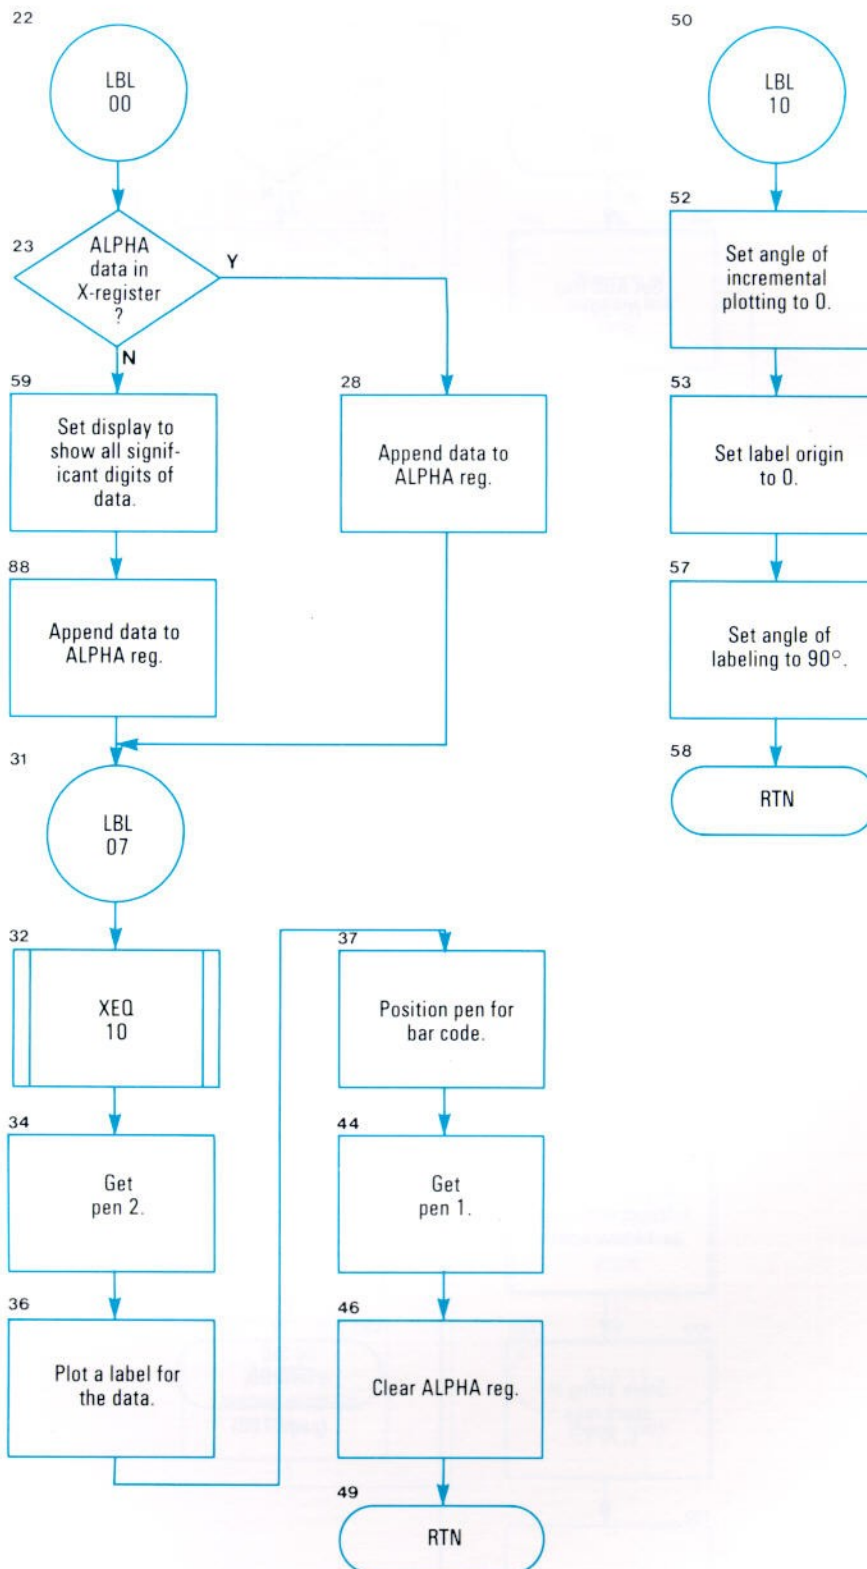 22
LBL
00
23
ALPHA
data in
X-register
?
Y
N
59
Set display to
show all signif-
icant digits of
data.
28
Append data to
ALPHA reg.
88
Append data to
ALPHA reg.
31
LBL
07
32
XEQ
10
34
Get
pen 2.
36
Plot a label for
the data.
37
Position pen for
bar code.
44
Get
pen 1.
46
Clear ALPHA reg.
49
RTN
50
LBL
10
52
Set angle of
incremental
plotting to 0.
53
Set label origin
to 0.
57
Set angle of
labeling to 90°.
58
RTN